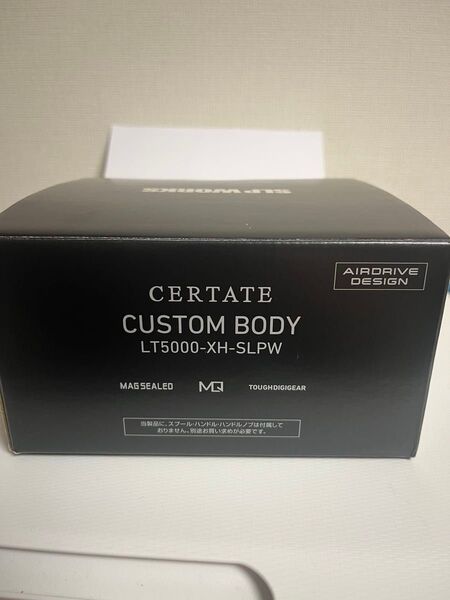 SLP WORKS
AIRDRIVE
DESIGN
CERTATE
CUSTOM BODY
LT5000-XH-SLPW
MAGSEALED MQ TOUGHDIGIGEAR
当製品に、スプール・ハンドル・ハンドルノブは付属して
おりません。別途お買い求めが必要です。